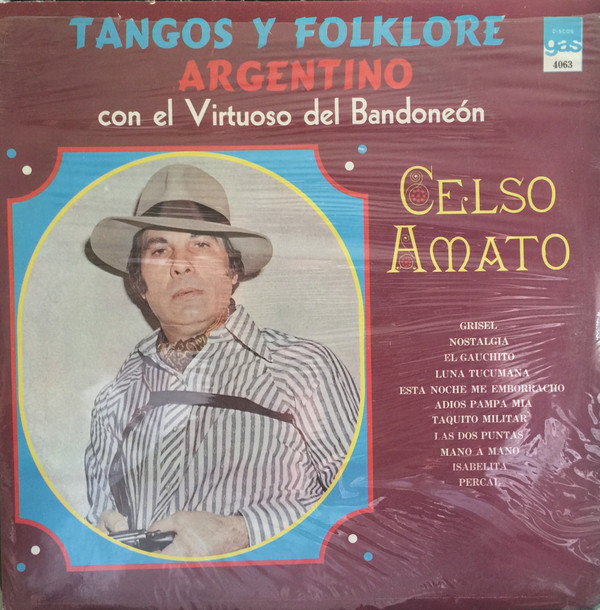 TANGOS Y FOLKLORE
ARGENTINO
con el Virtuoso del Bandoneón
DISCOS
gas
4063
CELSO
AMATO
GRISEL
NOSTALGIA
EL GAUCHITO
LUNA TUCUMANA
ESTA NOCHE ME EMBORRACHO
ADIOS PAMPA MIA
TAQUITO MILITAR
LAS DOS PUNTAS
MANO A MANO
ISABELITA
PERCAL